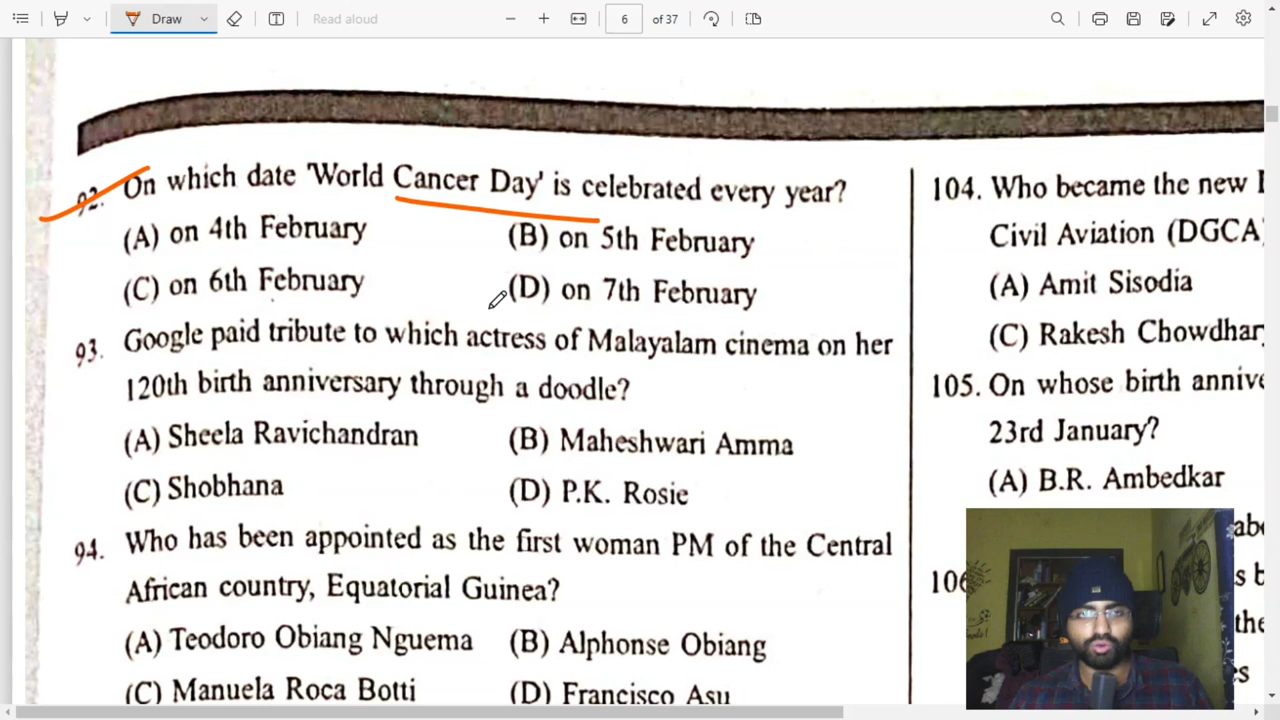 Draw
Read aloud
6 of 37
92. On which date 'World Cancer Day' is celebrated every year?
(A) on 4th February (B) on 5th February
(C) on 6th February (D) on 7th February
93. Google paid tribute to which actress of Malayalam cinema on her
120th birth anniversary through a doodle?
(A) Sheela Ravichandran (B) Maheshwari Amma
(C) Shobhana (D) P.K. Rosie
94. Who has been appointed as the first woman PM of the Central
African country, Equatorial Guinea?
(A) Teodoro Obiang Nguema (B) Alphonse Obiang
(C) Manuela Roca Botti (D) Francisco Asu
104. Who became the new
Civil Aviation (DGCA)
(A) Amit Sisodia
(C) Rakesh
105. On whose birth
23rd January?
(A) B.R. Ambedkar
106